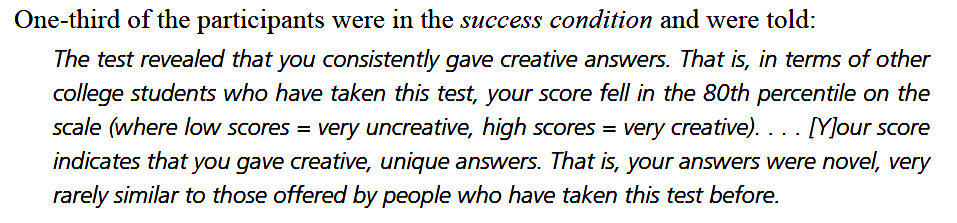 One-third of the participants were in the success condition and were told:
The test revealed that you consistently gave creative answers. That is, in terms of other
college students who have taken this test, your score fell in the 80th percentile on the
scale (where low scores = very uncreative, high scores = very creative). . . . [Y]our score
indicates that you gave creative, unique answers. That is, your answers were novel, very
rarely similar to those offered by people who have taken this test before.